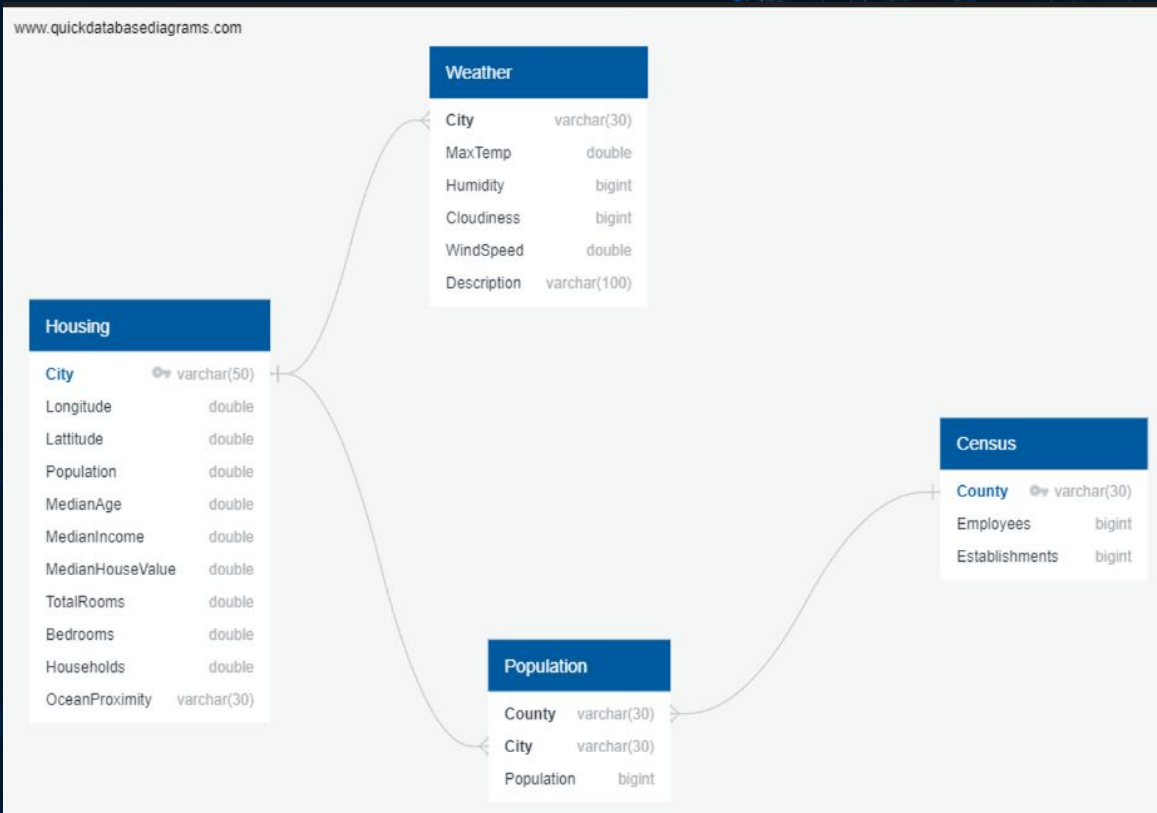 www.quickdatabasediagrams.com
Weather
City varchar(30)
MaxTemp double
Humidity bigint
Cloudiness bigint
WindSpeed double
Description varchar(100)
Housing
City varchar(50)
Longitude double
Lattitude double
Population double
MedianAge double
MedianIncome double
MedianHouseValue double
TotalRooms double
Bedrooms double
Households double
OceanProximity varchar(30)
Census
County varchar(30)
Employees bigint
Establishments bigint
Population
County varchar(30)
City varchar(30)
Population bigint